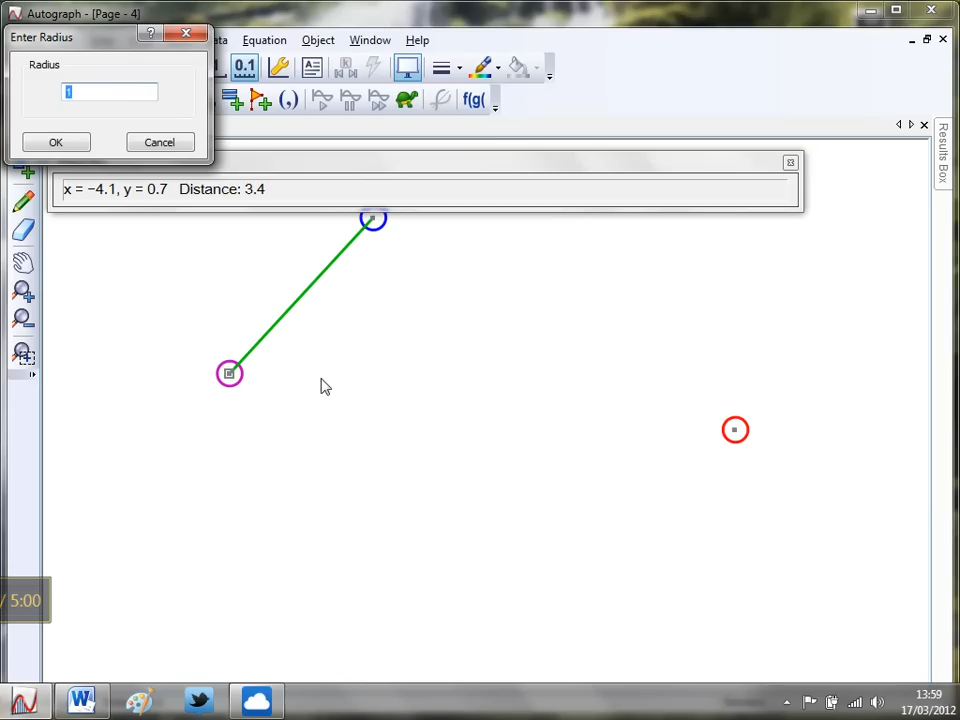 Autograph - [Page - 4]
Enter Radius
?
Radius
1
OK
Cancel
Equation Object Window Help
0.1
A
f(g(
x = −4.1, y = 0.7 Distance: 3.4
Results Box
/ 5:00
13:59
17/03/2012